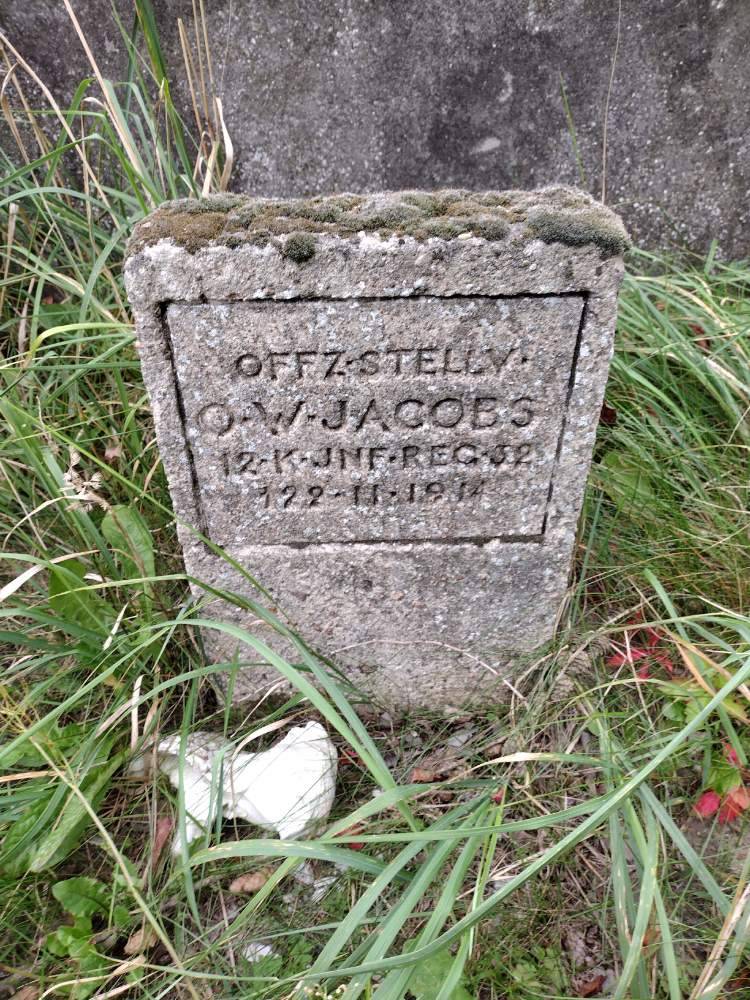 OFFZ·STELLV·
O·W·JACOBS
12·K·JNF·REG·32
122·11·1914